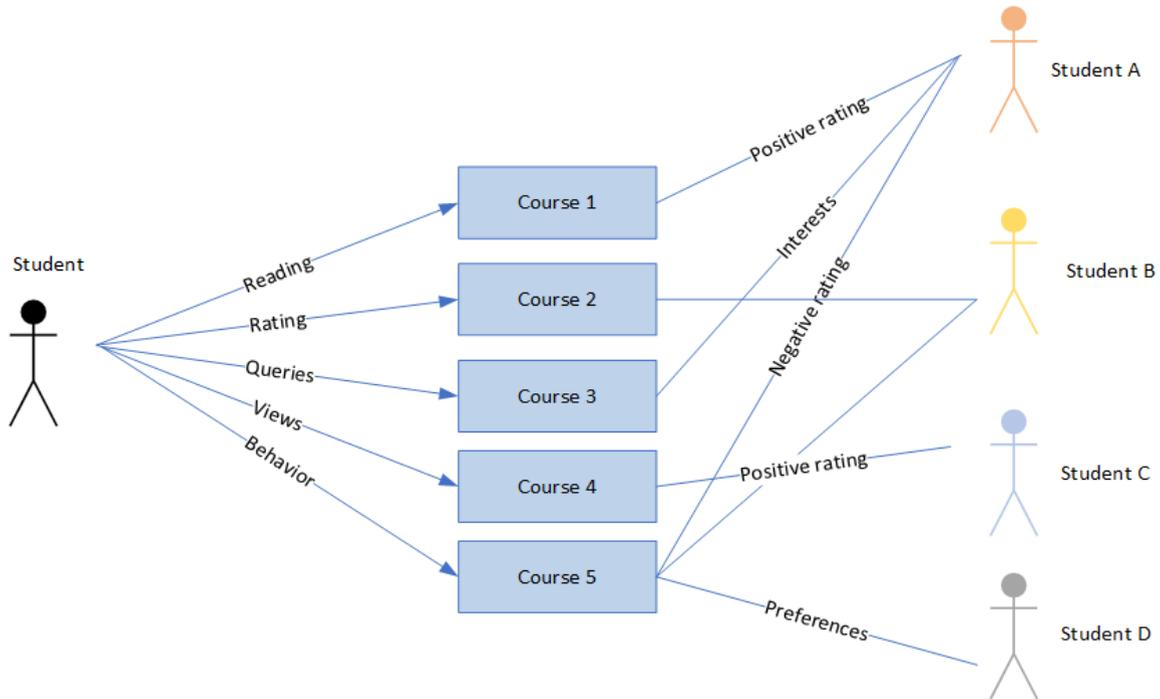 Student
Reading
Rating
Queries
Views
Behavior
Course 1
Course 2
Course 3
Course 4
Course 5
Positive rating
Interests
Negative rating
Positive rating
Preferences
Student A
Student B
Student C
Student D